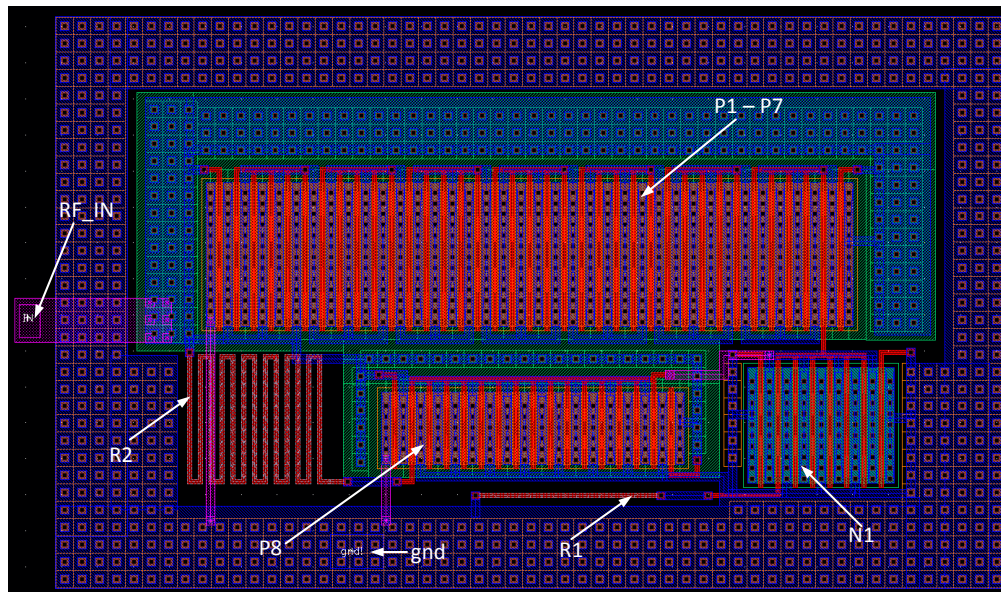 P1 – P7
RF_IN
IN
R2
P8
gnd!
gnd
R1
N1